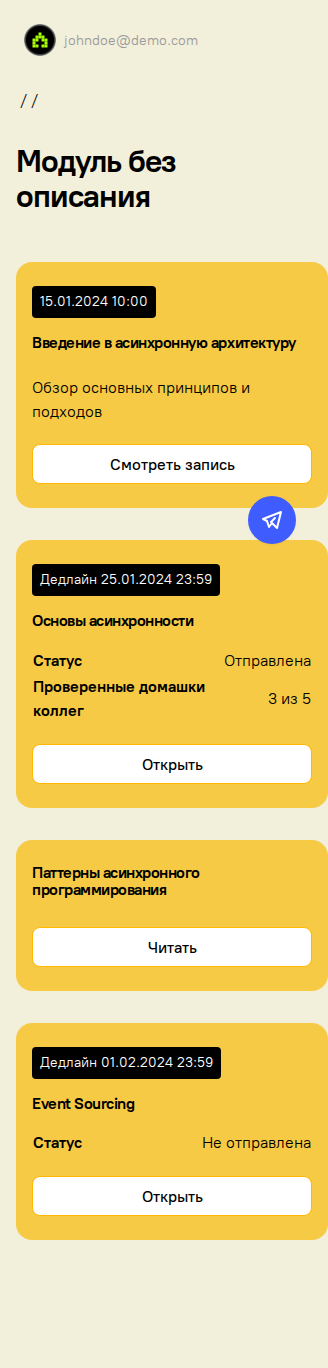 johndoe@demo.com
/ /
Модуль без
описания
15.01.2024 10:00
Введение в асинхронную архитектуру
Обзор основных принципов и
подходов
Смотреть запись
Дедлайн 25.01.2024 23:59
Основы асинхронности
Статус Отправлена
Проверенные домашки
коллег 3 из 5
Открыть
Паттерны асинхронного
программирования
Читать
Дедлайн 01.02.2024 23:59
Event Sourcing
Статус Не отправлена
Открыть